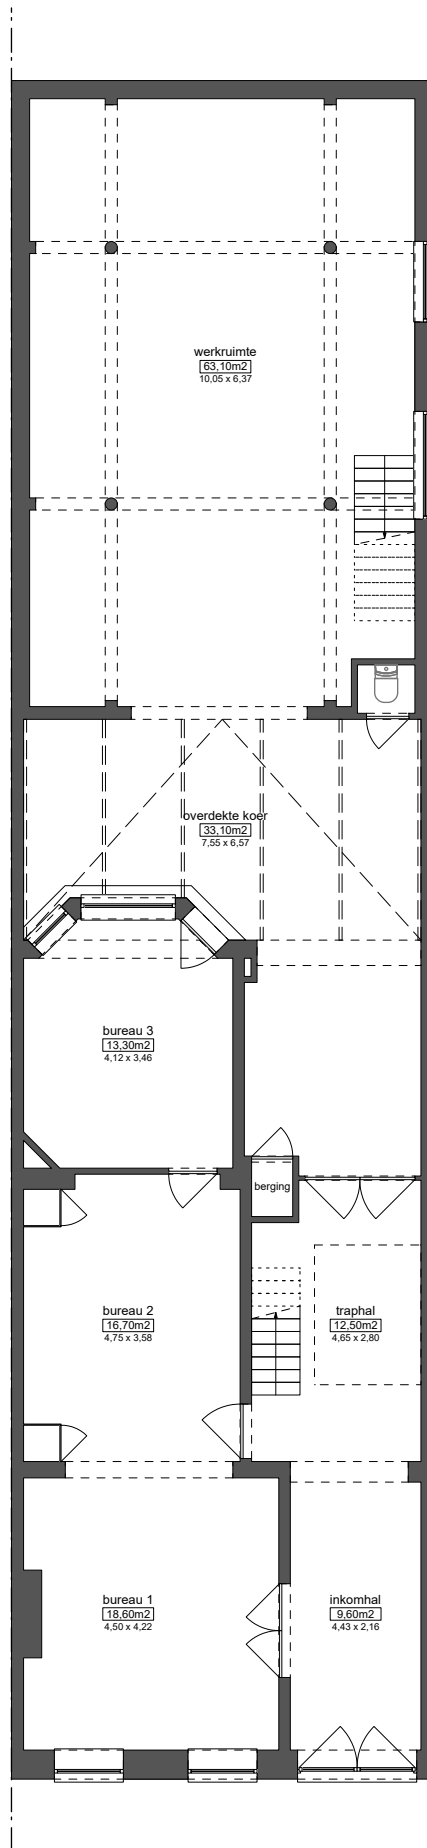 werkruimte
63,10m2
10,05 x 6,37
overdekte koer
33,10m2
7,55 x 6,57
bureau 3
13,30m2
4,12 x 3,46
berging
bureau 2
16,70m2
4,75 x 3,58
traphal
12,50m2
4,65 x 2,80
bureau 1
18,60m2
4,50 x 4,22
inkomhal
9,60m2
4,43 x 2,16